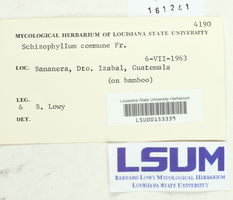 161241
4190
MYCOLOGICAL HERBARIUM OF LOUISIANA STATE UNIVERSITY
Schizophyllum commune Fr.
6-VII-1963
LOC. Bananera, Dto. Izabal, Guatemala
(on bamboo)
LEG.
& B. Lowy
DET.
Louisiana State University Herbarium
LSU00153339
LSUM
BERNARD LOWY MYCOLOGICAL HERBARIUM
LOUISIANA STATE UNIVERSITY